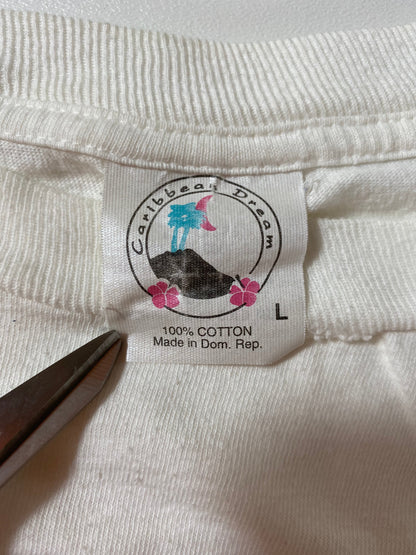 Caribbean Dream
L
100% COTTON
Made in Dom. Rep.